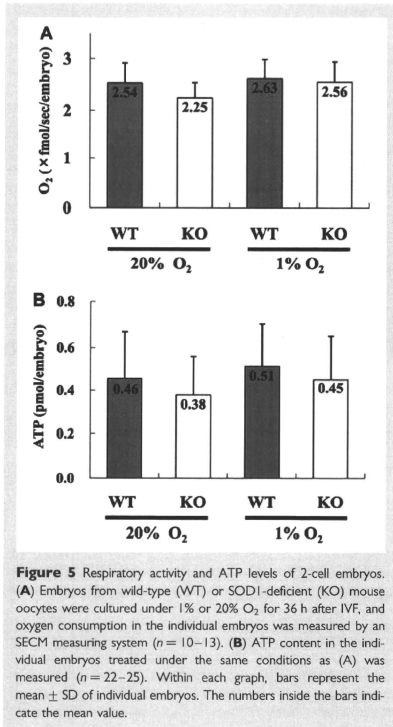 A
3
2
1
0
O₂ (× fmol/sec/embryo)
2.54
2.25
2.63
2.56
WT KO WT KO
20% O₂ 1% O₂
B
0.8
0.6
0.4
0.2
0.0
ATP (pmol/embryo)
0.46
0.38
0.51
0.45
WT KO WT KO
20% O₂ 1% O₂
Figure 5 Respiratory activity and ATP levels of 2-cell embryos.
(A) Embryos from wild-type (WT) or SOD1-deficient (KO) mouse
oocytes were cultured under 1% or 20% O₂ for 36 h after IVF, and
oxygen consumption in the individual embryos was measured by an
SECM measuring system (n = 10–13). (B) ATP content in the indi-
vidual embryos treated under the same conditions as (A) was
measured (n = 22–25). Within each graph, bars represent the
mean ± SD of individual embryos. The numbers inside the bars indi-
cate the mean value.